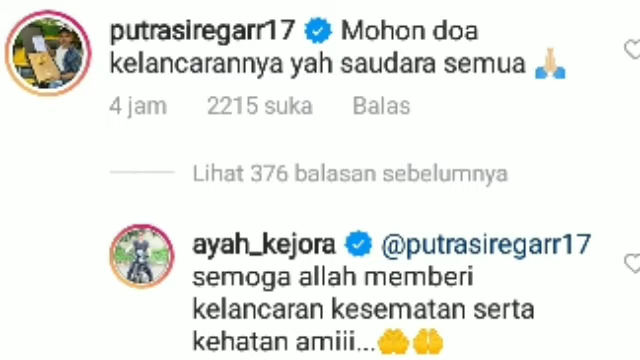 putrasiregarr17 Mohon doa
kelancarannya yah saudara semua 🙏🏻
4 jam 2215 suka Balas
Lihat 376 balasan sebelumnya
ayah_kejora @putrasiregarr17
semoga allah memberi
kelancaran kesematan serta
kehatan amiii...🤲🤲